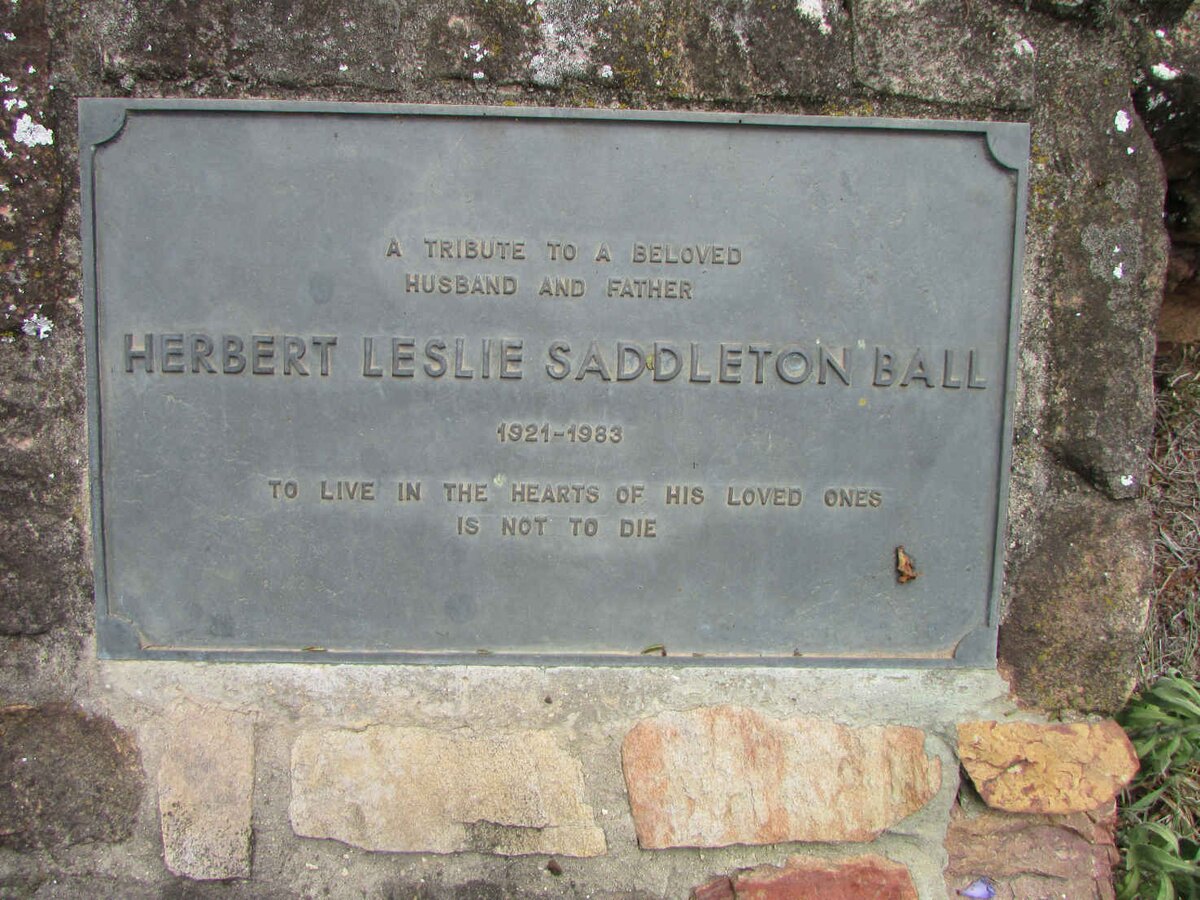 A TRIBUTE TO A BELOVED
HUSBAND AND FATHER
HERBERT LESLIE SADDLETON BALL
1921-1983
TO LIVE IN THE HEARTS OF HIS LOVED ONES
IS NOT TO DIE